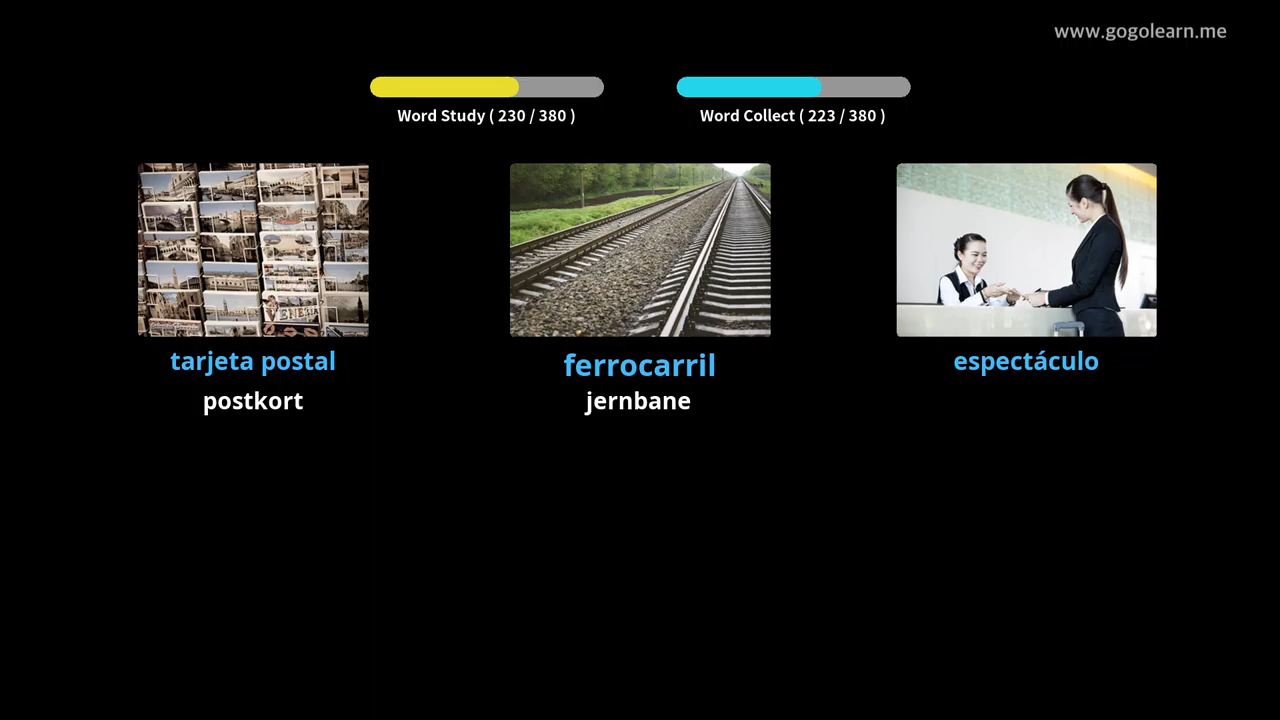 www.gogolearn.me
Word Study ( 230 / 380 )
Word Collect ( 223 / 380 )
tarjeta postal
ferrocarril
espectáculo
postkort
jernbane